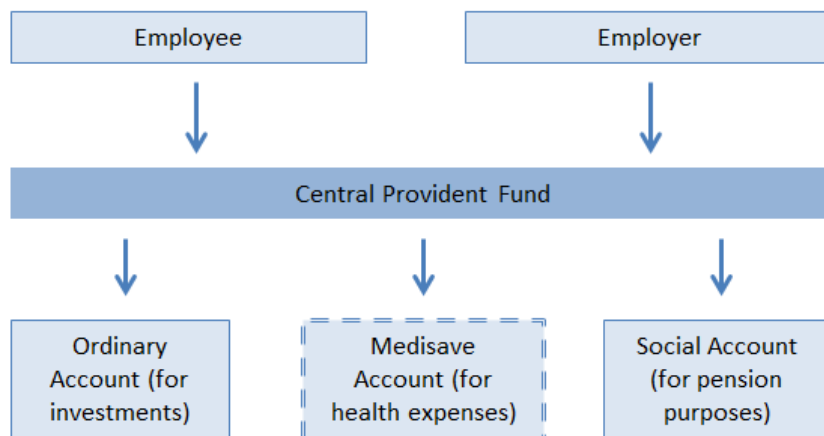 Employee
Employer
Central Provident Fund
Ordinary
Account (for
investments)
Medisave
Account (for
health expenses)
Social Account
(for pension
purposes)